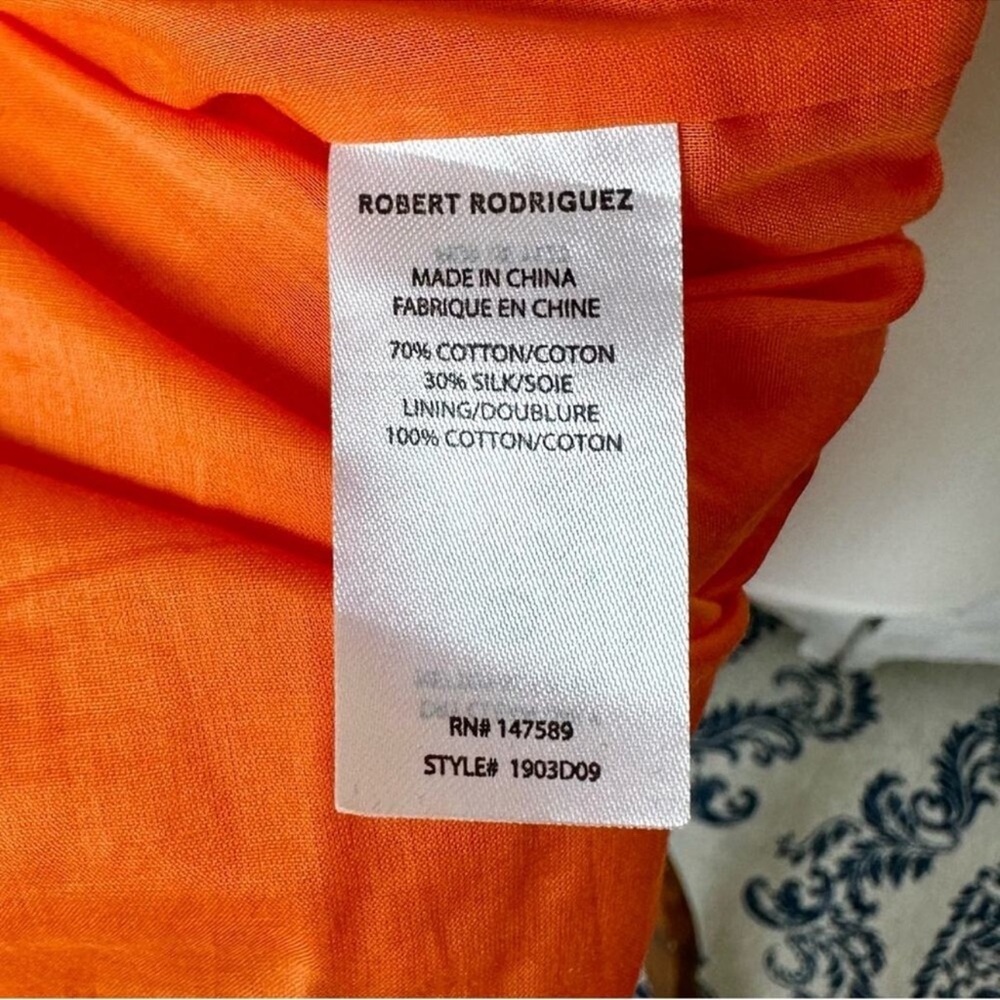 ROBERT RODRIGUEZ
MADE IN CHINA
FABRIQUE EN CHINE
70% COTTON/COTON
30% SILK/SOIE
LINING/DOUBLURE
100% COTTON/COTON
RN# 147589
STYLE# 1903D09